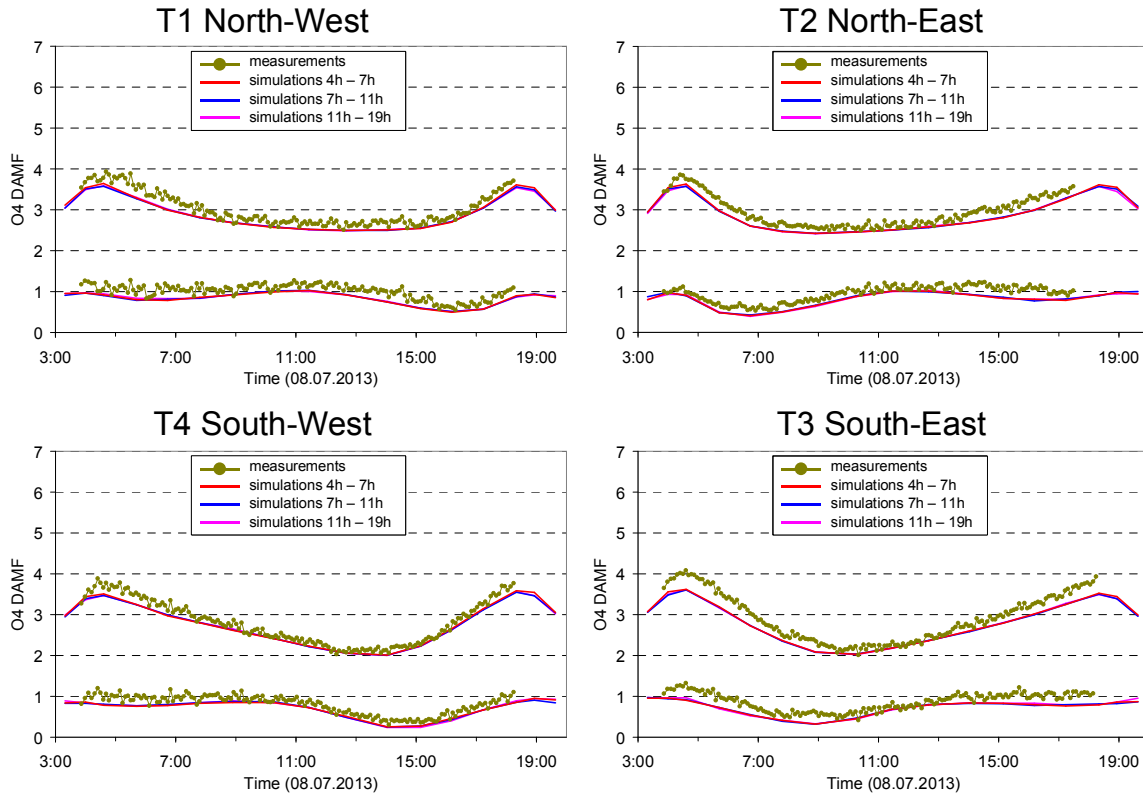 T1 North-West
7
6
5
4
3
2
1
0
O4 DAMF
measurements
simulations 4h – 7h
simulations 7h – 11h
simulations 11h – 19h
3:00 7:00 11:00 15:00 19:00
Time (08.07.2013)
T2 North-East
7
6
5
4
3
2
1
0
O4 DAMF
measurements
simulations 4h – 7h
simulations 7h – 11h
simulations 11h – 19h
3:00 7:00 11:00 15:00 19:00
Time (08.07.2013)
T4 South-West
7
6
5
4
3
2
1
0
O4 DAMF
measurements
simulations 4h – 7h
simulations 7h – 11h
simulations 11h – 19h
3:00 7:00 11:00 15:00 19:00
Time (08.07.2013)
T3 South-East
7
6
5
4
3
2
1
0
O4 DAMF
measurements
simulations 4h – 7h
simulations 7h – 11h
simulations 11h – 19h
3:00 7:00 11:00 15:00 19:00
Time (08.07.2013)